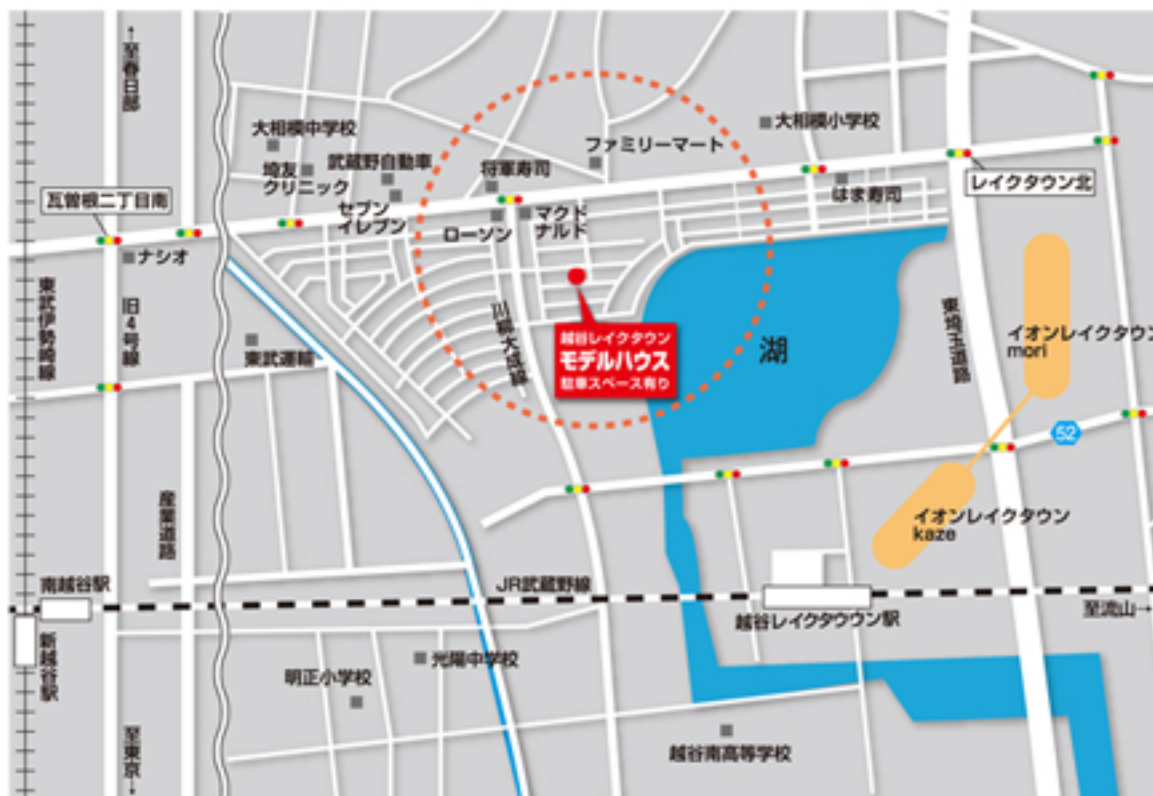 ←至春日部
大相模中学校
埼友
クリニック
武蔵野自動車
将軍寿司
ファミリーマート
大相模小学校
瓦曽根二丁目南
セブン
イレブン
ローソン
マクド
ナルド
はま寿司
レイクタウン北
ナシオ
東武伊勢崎線
旧4号線
東武運輸
川柳大成線
越谷レイクタウン
モデルハウス
駐車スペース有り
湖
東埼玉道路
イオンレイクタウン
mori
52
産業道路
イオンレイクタウン
kaze
南越谷駅
JR武蔵野線
越谷レイクタウウン駅
至流山→
新越谷駅
光陽中学校
明正小学校
越谷南高等学校
至東京→